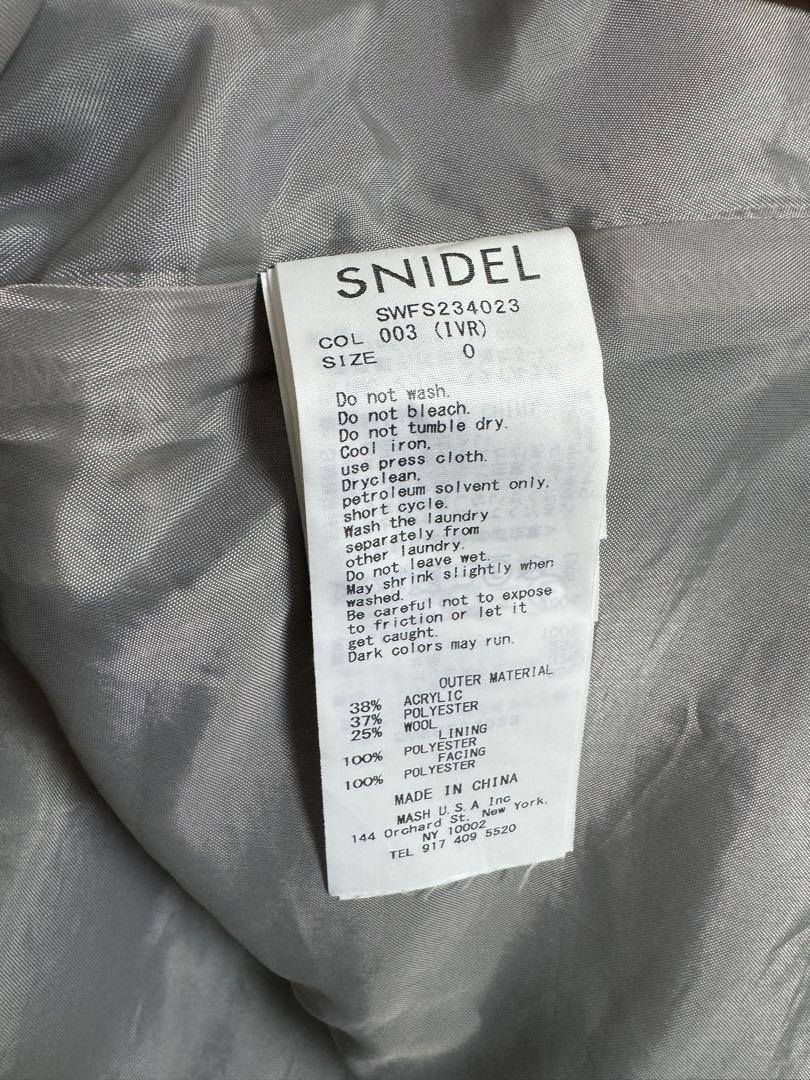 SNIDEL
SWFS234023
COL 003 (IVR)
SIZE 0
Do not wash.
Do not bleach.
Do not tumble dry.
Cool iron,
use press cloth.
Dryclean,
petroleum solvent only,
short cycle.
Wash the laundry
separately from
other laundry.
Do not leave wet.
May shrink slightly when
washed.
Be careful not to expose
to friction or let it
get caught.
Dark colors may run.
OUTER MATERIAL
38% ACRYLIC
37% POLYESTER
25% WOOL
LINING
100% POLYESTER
FACING
100% POLYESTER
MADE IN CHINA
MASH U.S.A Inc
144 Orchard St. New York,
NY 10002
TEL 917 409 5520